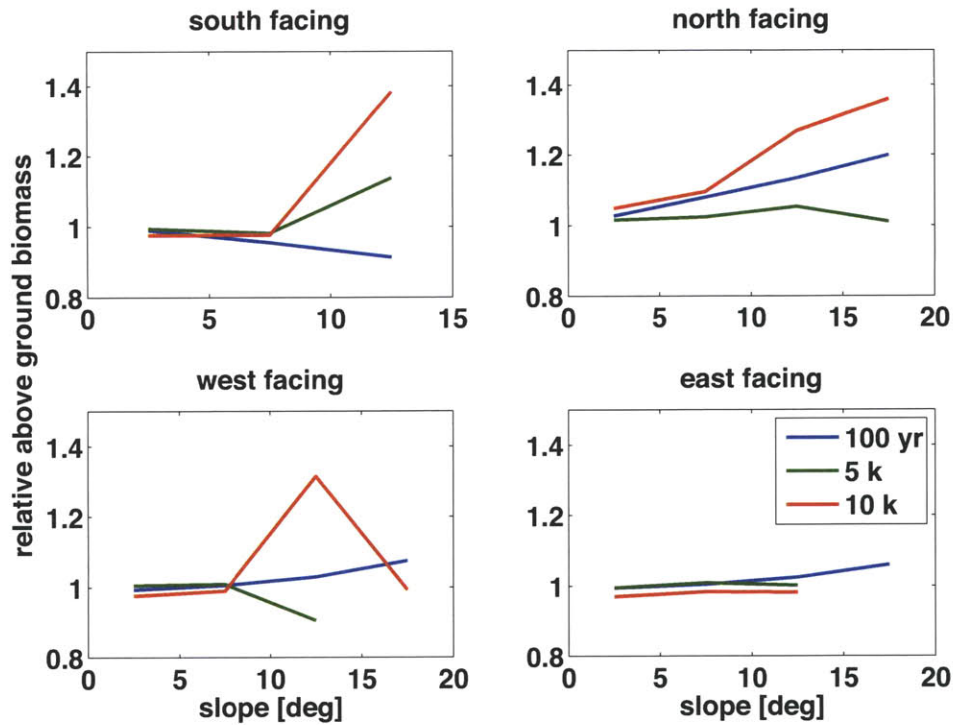 south facing
north facing
1.4
1.2
1
0.8
0 5 10 15
1.4
1.2
1
0.8
0 5 10 15 20
relative above ground biomass
west facing
east facing
1.4
1.2
1
0.8
0 5 10 15 20
slope [deg]
1.4
1.2
1
0.8
0 5 10 15 20
slope [deg]
100 yr
5 k
10 k